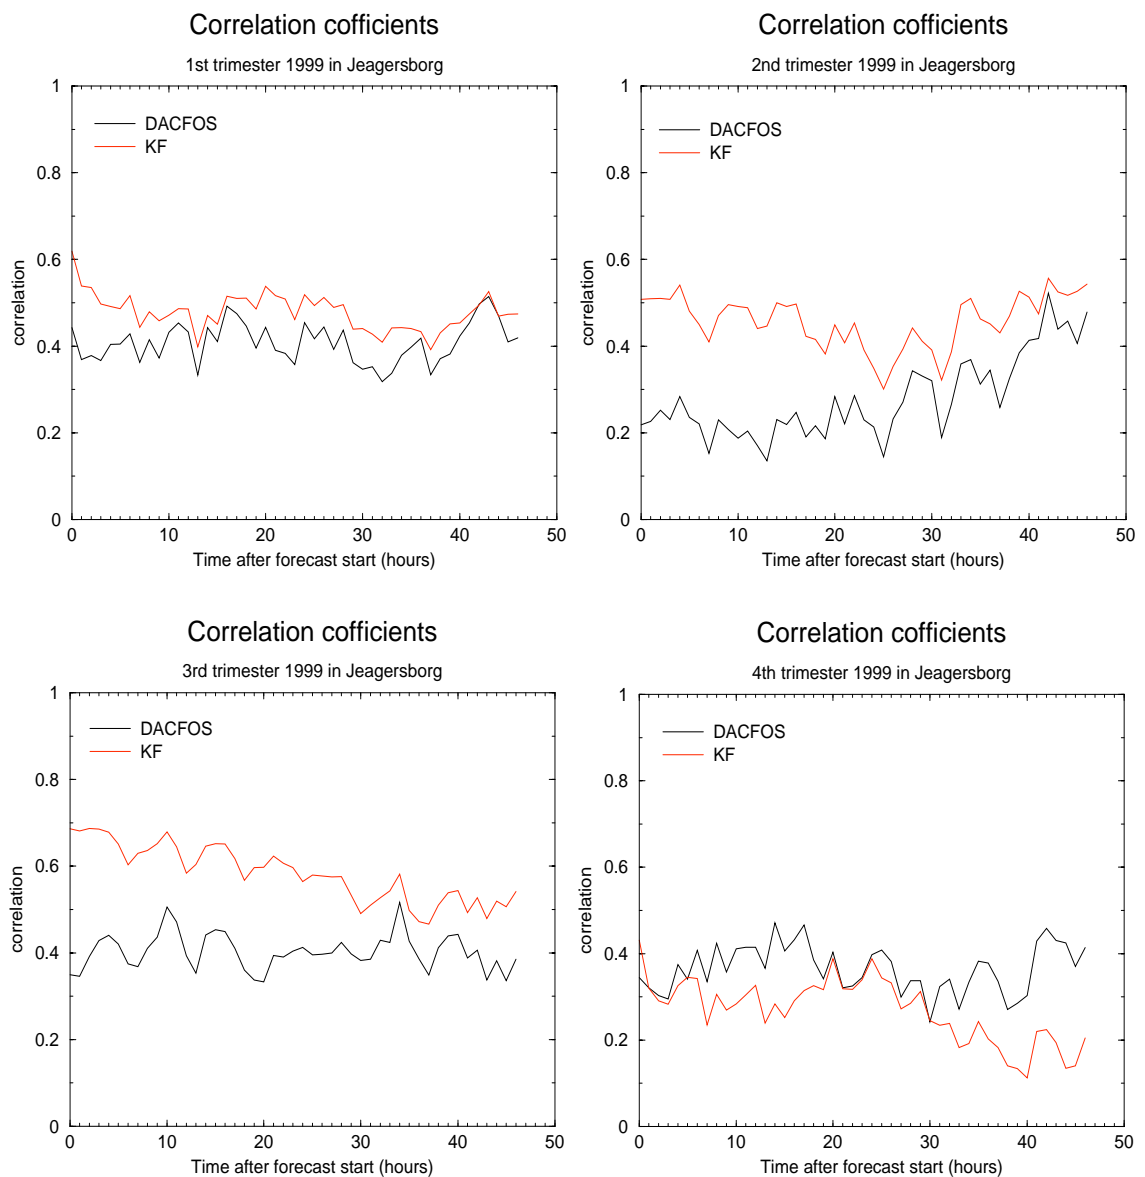 Correlation cofficients
1st trimester 1999 in Jeagersborg
DACFOS
KF
correlation
1
0.8
0.6
0.4
0.2
0
0 10 20 30 40 50
Time after forecast start (hours)
Correlation cofficients
2nd trimester 1999 in Jeagersborg
DACFOS
KF
correlation
1
0.8
0.6
0.4
0.2
0
0 10 20 30 40 50
Time after forecast start (hours)
Correlation cofficients
3rd trimester 1999 in Jeagersborg
DACFOS
KF
correlation
1
0.8
0.6
0.4
0.2
0
0 10 20 30 40 50
Time after forecast start (hours)
Correlation cofficients
4th trimester 1999 in Jeagersborg
DACFOS
KF
correlation
1
0.8
0.6
0.4
0.2
0
0 10 20 30 40 50
Time after forecast start (hours)